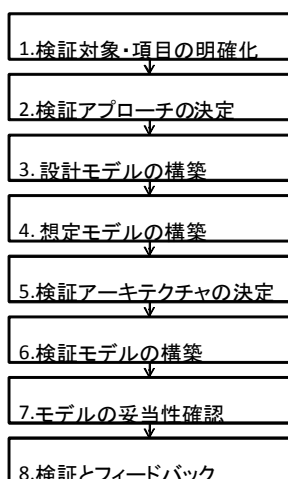 1.検証対象・項目の明確化
2.検証アプローチの決定
3. 設計モデルの構築
4. 想定モデルの構築
5.検証アーキテクチャの決定
6.検証モデルの構築
7.モデルの妥当性確認
8.検証とフィードバック